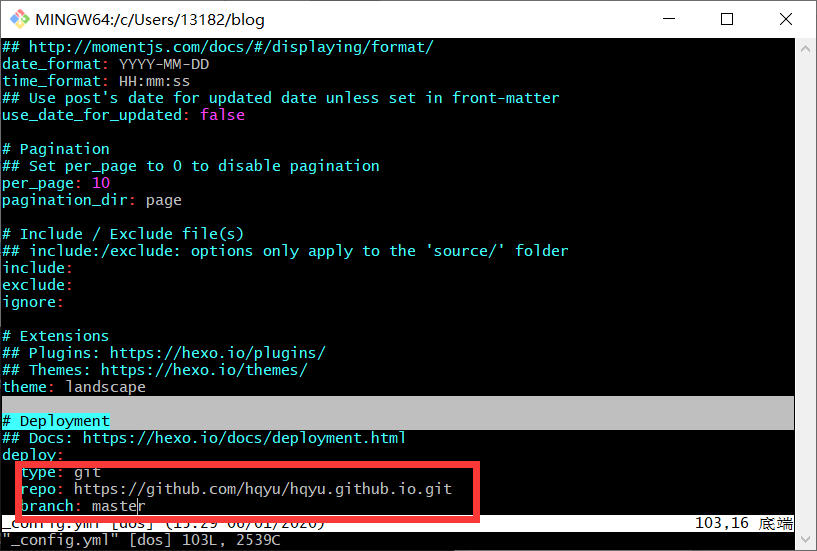 MINGW64:/c/Users/13182/blog
## http://momentjs.com/docs/#/displaying/format/
date_format: YYYY-MM-DD
time_format: HH:mm:ss
## Use post's date for updated date unless set in front-matter
use_date_for_updated: false
# Pagination
## Set per_page to 0 to disable pagination
per_page: 10
pagination_dir: page
# Include / Exclude file(s)
## include:/exclude: options only apply to the 'source/' folder
include:
exclude:
ignore:
# Extensions
## Plugins: https://hexo.io/plugins/
## Themes: https://hexo.io/themes/
theme: landscape
# Deployment
## Docs: https://hexo.io/docs/deployment.html
deploy:
type: git
repo: https://github.com/hqyu/hqyu.github.io.git
branch: master
_config.yml [dos] (15:29 06/01/2020) 103,16 底端
"_config.yml" [dos] 103L, 2539C